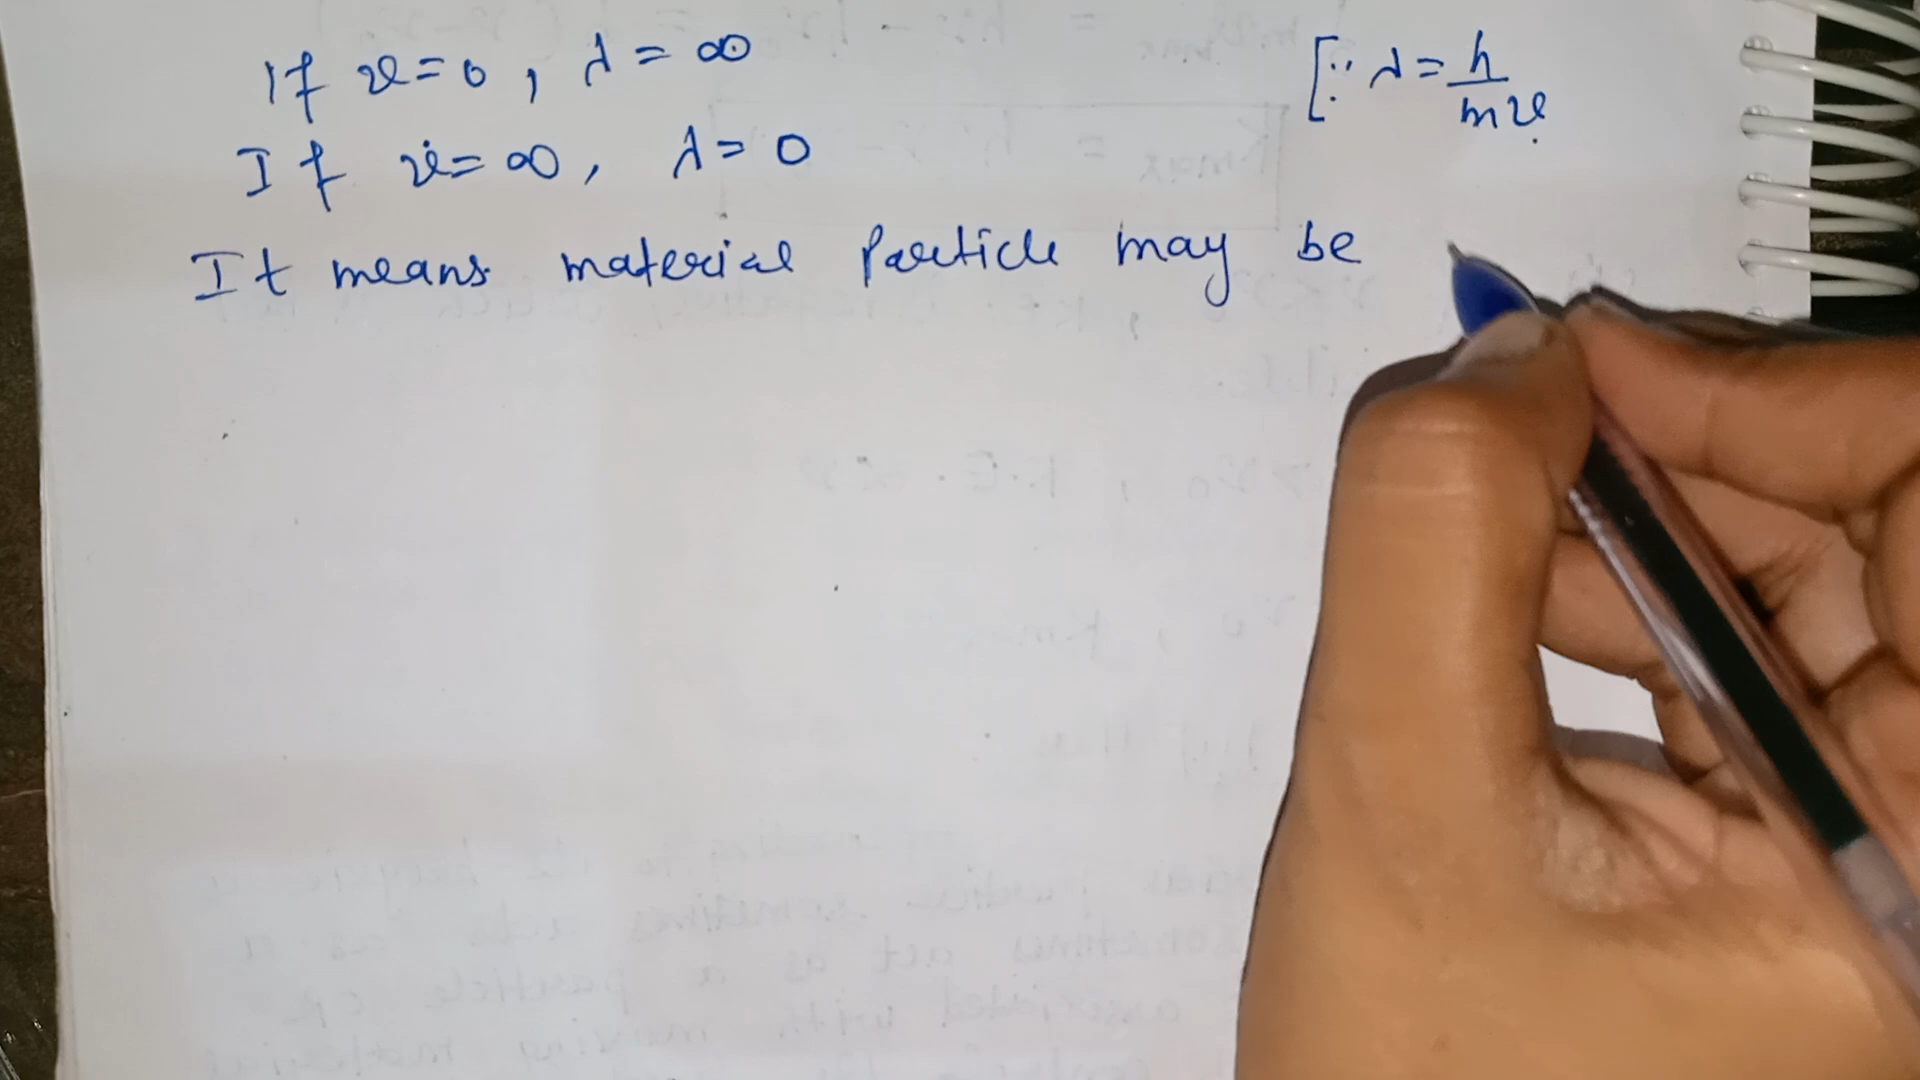 If v=0, λ = ∞ [∵ λ = h/mv
If v=∞, λ = 0
It means material Particle may be